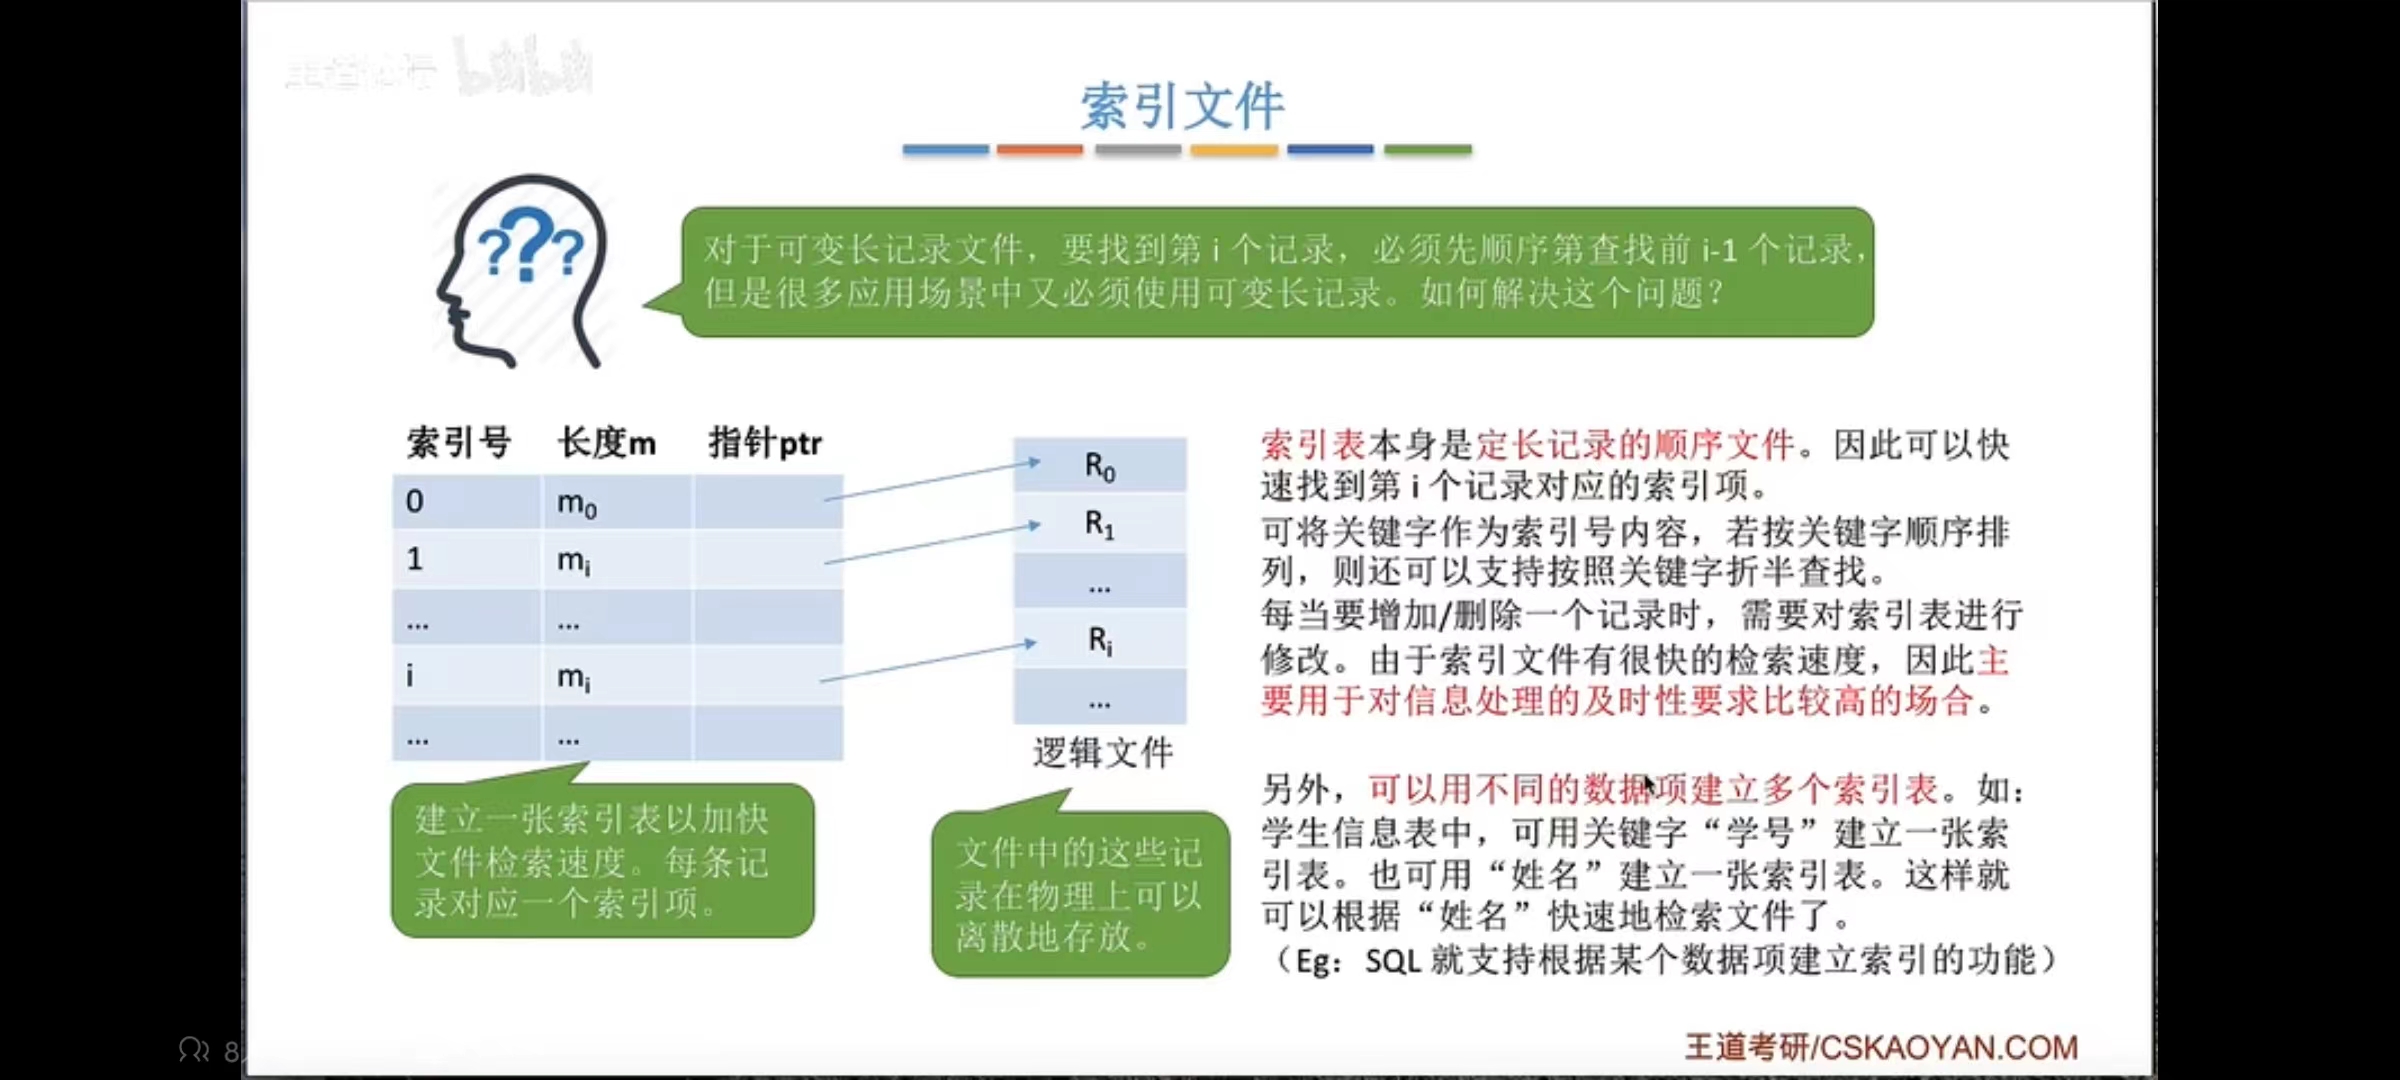 索引文件
???
对于可变长记录文件，要找到第 i 个记录，必须先顺序第查找前 i-1 个记录，
但是很多应用场景中又必须使用可变长记录。如何解决这个问题？
索引号 长度m 指针ptr
0 m0
1 mi
... ...
i mi
... ...
R0
R1
...
Ri
...
逻辑文件
建立一张索引表以加快
文件检索速度。每条记
录对应一个索引项。
文件中的这些记
录在物理上可以
离散地存放。
索引表本身是定长记录的顺序文件。因此可以快
速找到第 i 个记录对应的索引项。
可将关键字作为索引号内容，若按关键字顺序排
列，则还可以支持按照关键字折半查找。
每当要增加/删除一个记录时，需要对索引表进行
修改。由于索引文件有很快的检索速度，因此主
要用于对信息处理的及时性要求比较高的场合。
另外，可以用不同的数据项建立多个索引表。如：
学生信息表中，可用关键字“学号”建立一张索
引表。也可用“姓名”建立一张索引表。这样就
可以根据“姓名”快速地检索文件了。
（Eg：SQL 就支持根据某个数据项建立索引的功能）
王道考研/CSKAOYAN.COM